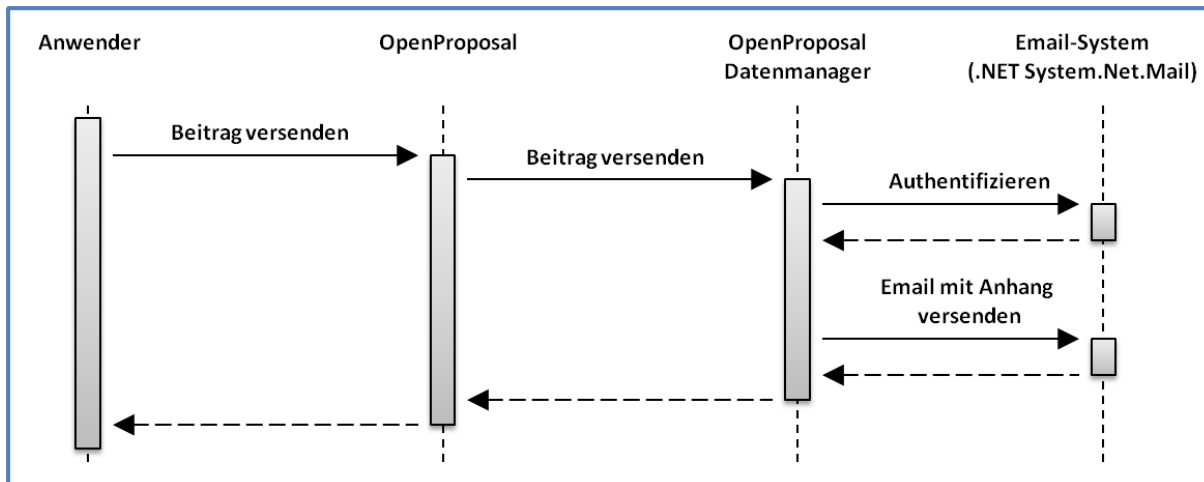 Anwender
OpenProposal
OpenProposal
Datenmanager
Email-System
(.NET System.Net.Mail)
Beitrag versenden
Beitrag versenden
Authentifizieren
Email mit Anhang
versenden